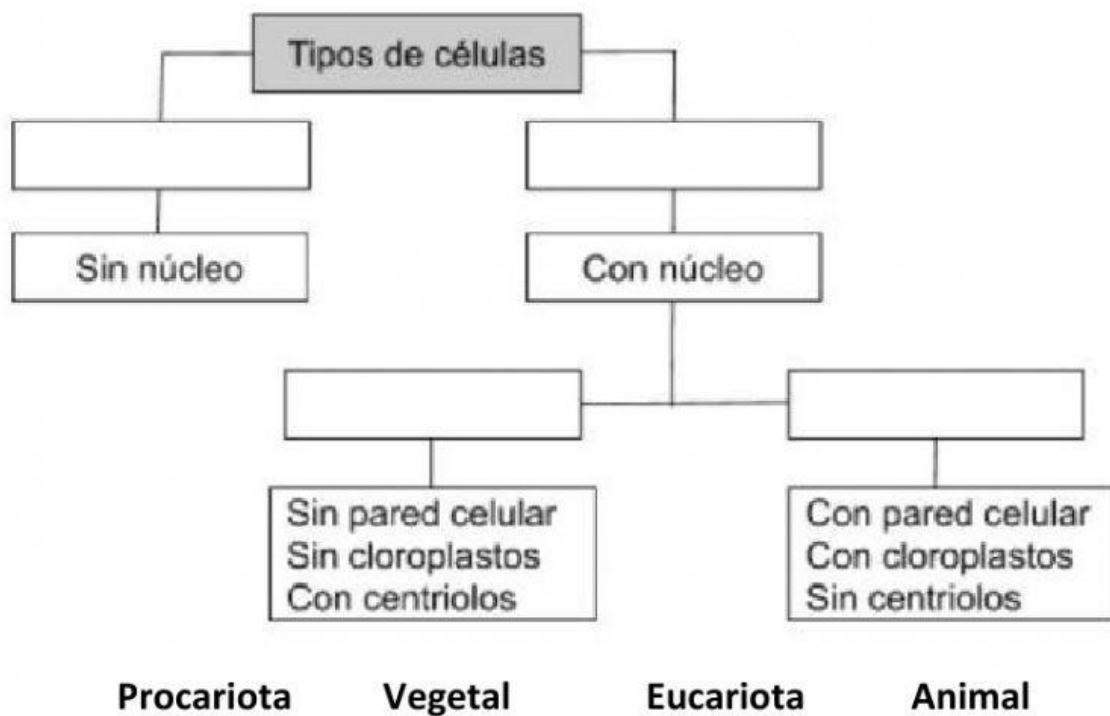 Tipos de células
Sin núcleo
Con núcleo
Sin pared celular
Sin cloroplastos
Con centriolos
Con pared celular
Con cloroplastos
Sin centriolos
Procariota Vegetal Eucariota Animal